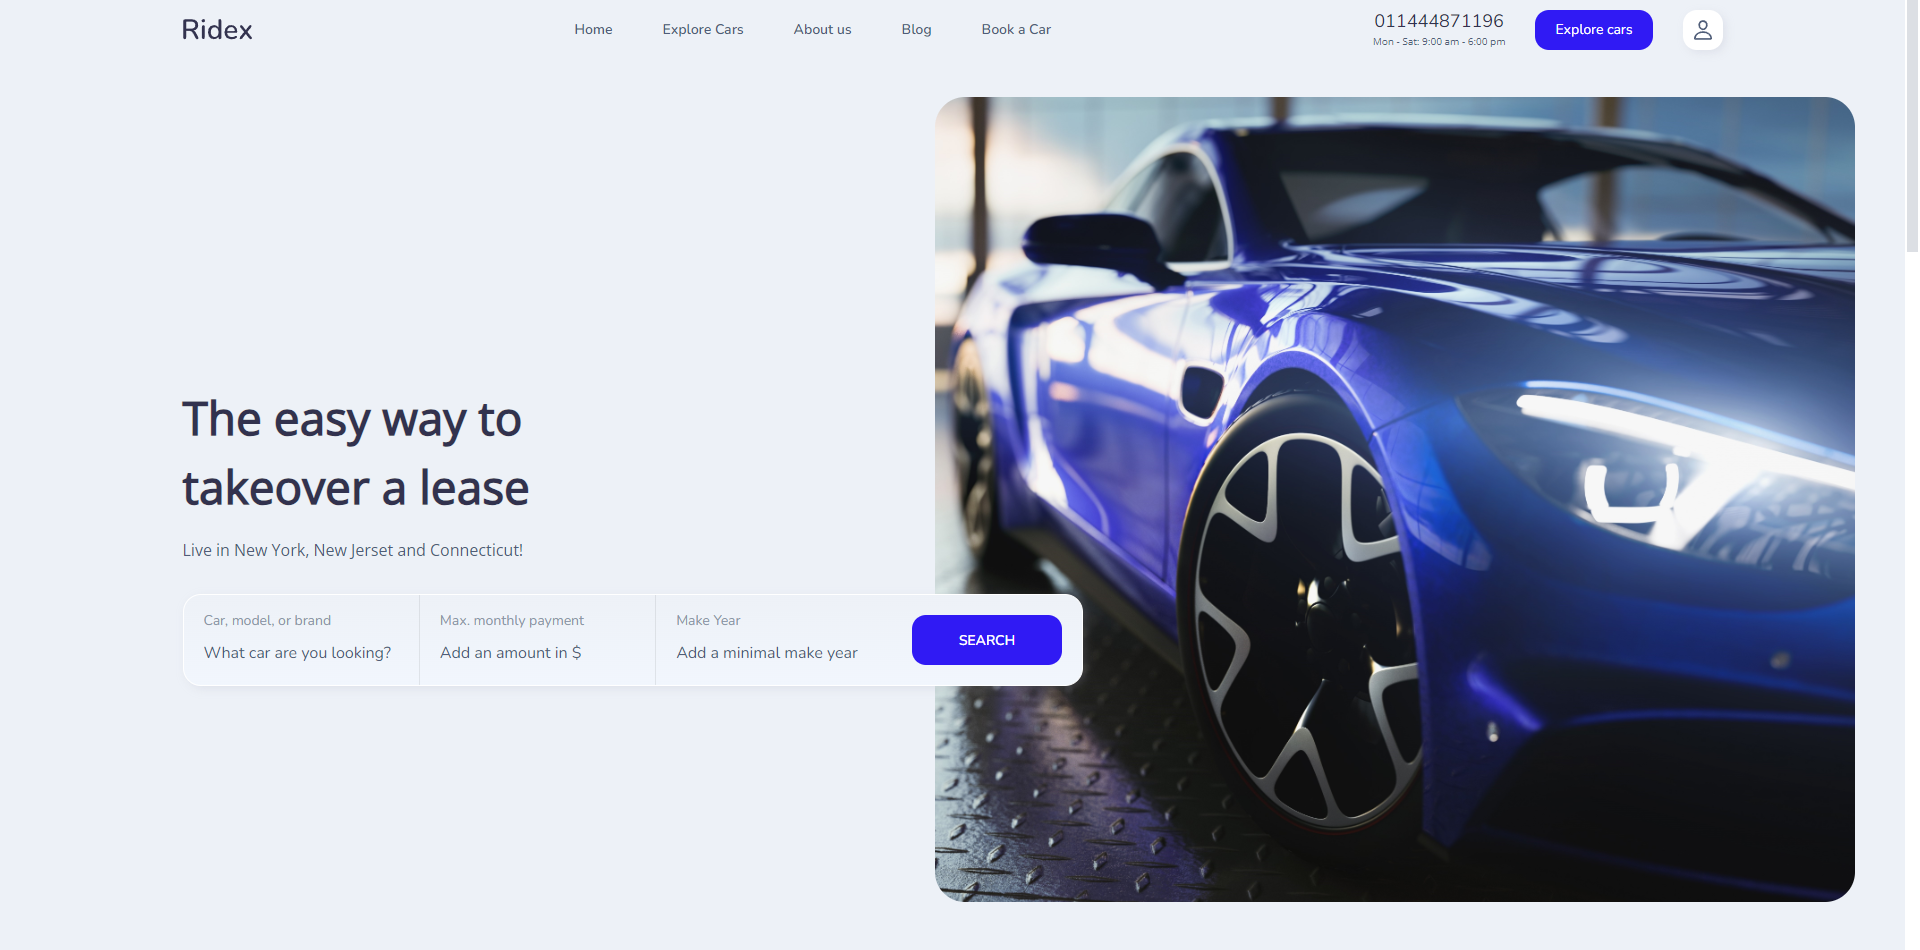 Ridex
Home
Explore Cars
About us
Blog
Book a Car
011444871196
Mon - Sat: 9:00 am - 6:00 pm
Explore cars
The easy way to
takeover a lease
Live in New York, New Jerset and Connecticut!
Car, model, or brand
What car are you looking?
Max. monthly payment
Add an amount in $
Make Year
Add a minimal make year
SEARCH